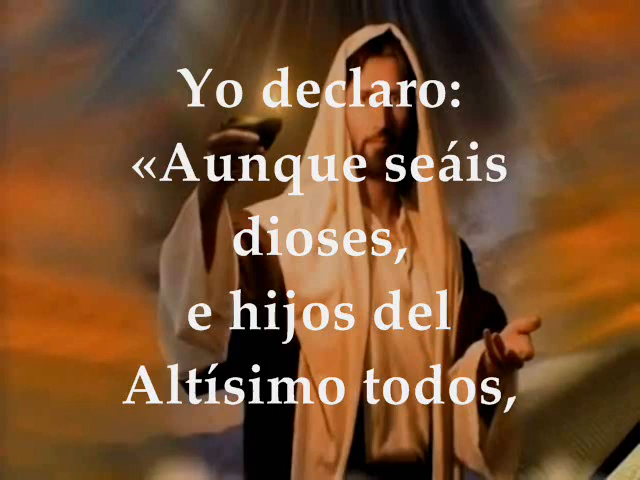 Yo declaro:
«Aunque seáis
dioses,
e hijos del
Altísimo todos,